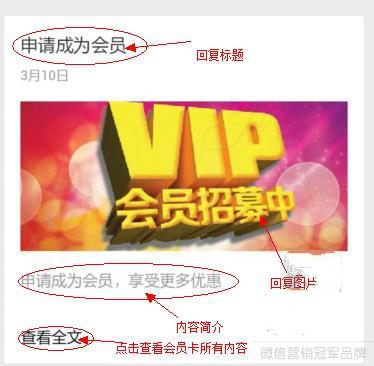 申请成为会员
回复标题
3月10日
VIP
会员招募中
申请成为会员，享受更多优惠
回复图片
内容简介
查看全文
点击查看会员卡所有内容
微信营销冠军品牌